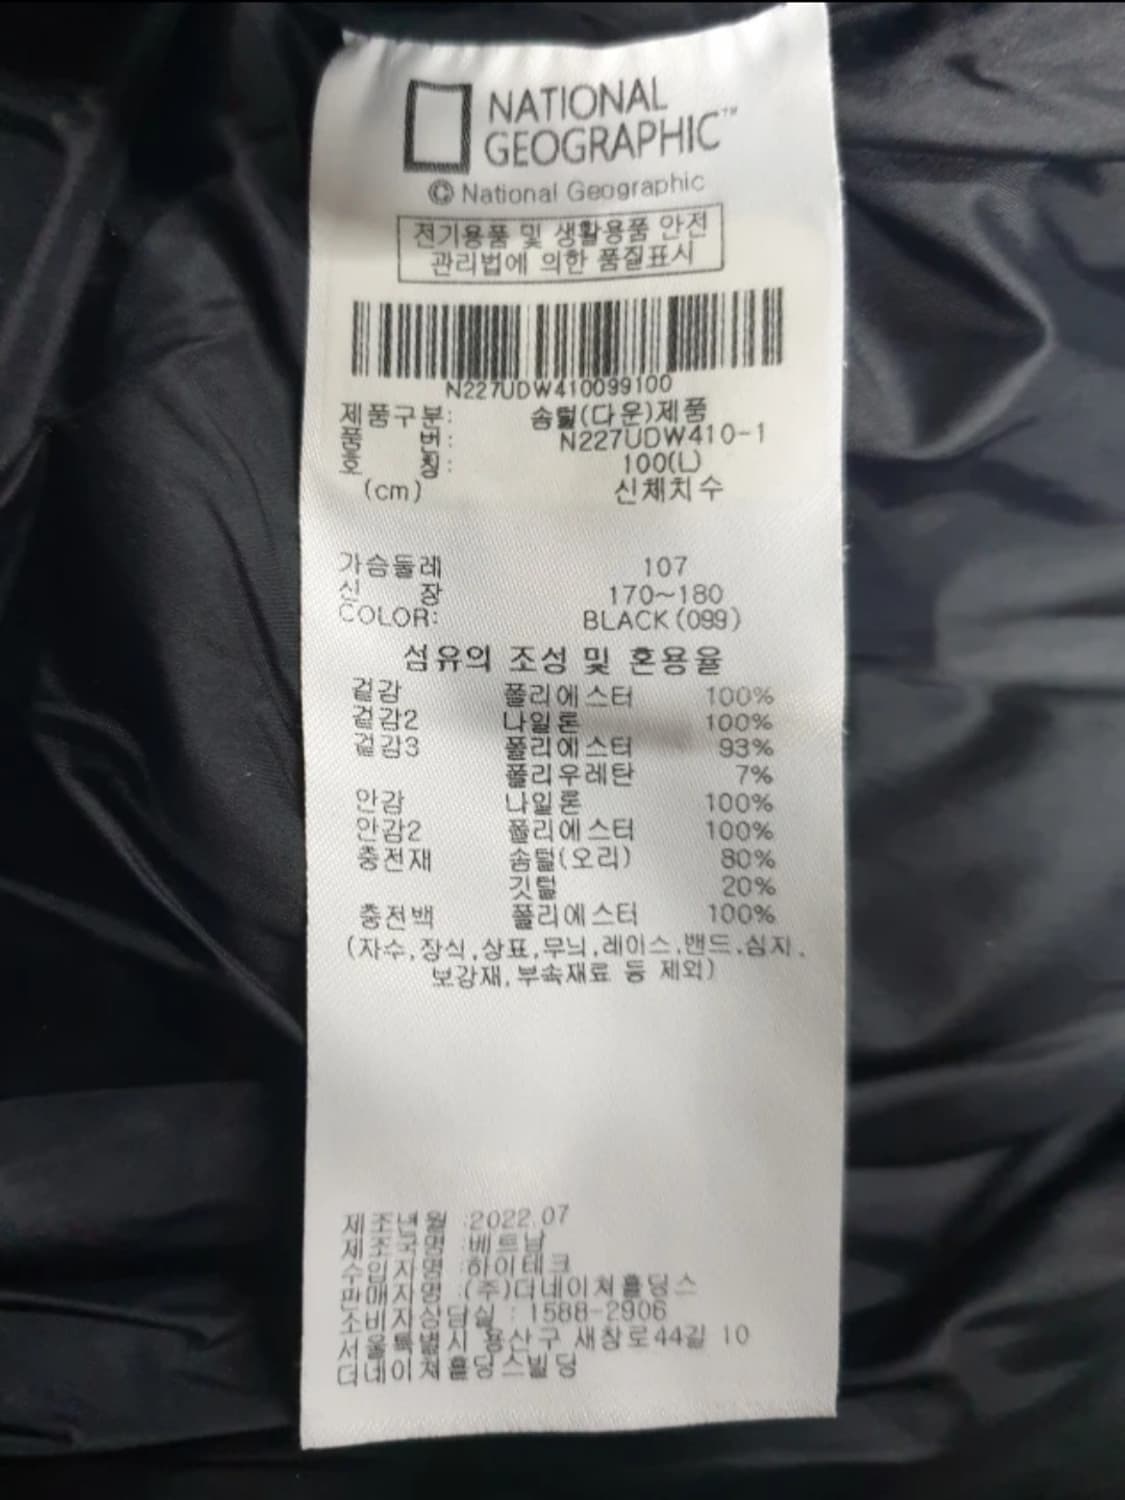 NATIONAL
GEOGRAPHIC™
© National Geographic
전기용품 및 생활용품 안전
관리법에 의한 품질표시
N227UDW410099100
제품구분: 솜털(다운)제품
품 번: N227UDW410-1
호 칭: 100(L)
(cm) 신체치수
가슴둘레 107
신 장 170~180
COLOR: BLACK(099)
섬유의 조성 및 혼용율
겉감 폴리에스터 100%
겉감2 나일론 100%
겉감3 폴리에스터 93%
폴리우레탄 7%
안감 나일론 100%
안감2 폴리에스터 100%
충전재 솜털(오리) 80%
깃털 20%
충전백 폴리에스터 100%
(자수,장식,상표,무늬,레이스,밴드,심지,
보강재,부속재료 등 제외)
제조년월 :2022.07
제조국명 :베트남
수입자명 :하이테크
판매자명 :(주)더네이쳐홀딩스
소비자상담실 : 1588-2906
서울특별시 용산구 새창로44길 10
더네이쳐홀딩스빌딩